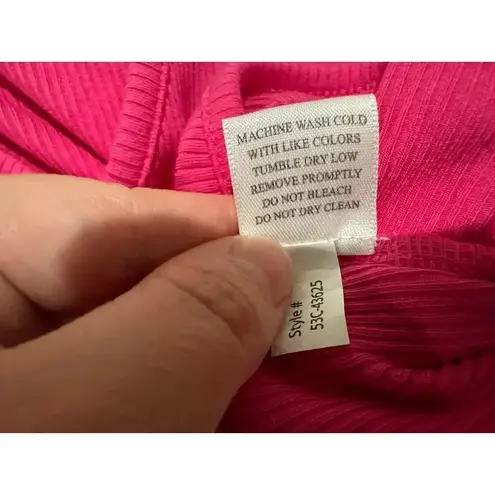 MACHINE WASH COLD
WITH LIKE COLORS
TUMBLE DRY LOW
REMOVE PROMPTLY
DO NOT BLEACH
DO NOT DRY CLEAN
Style #
53C-43625